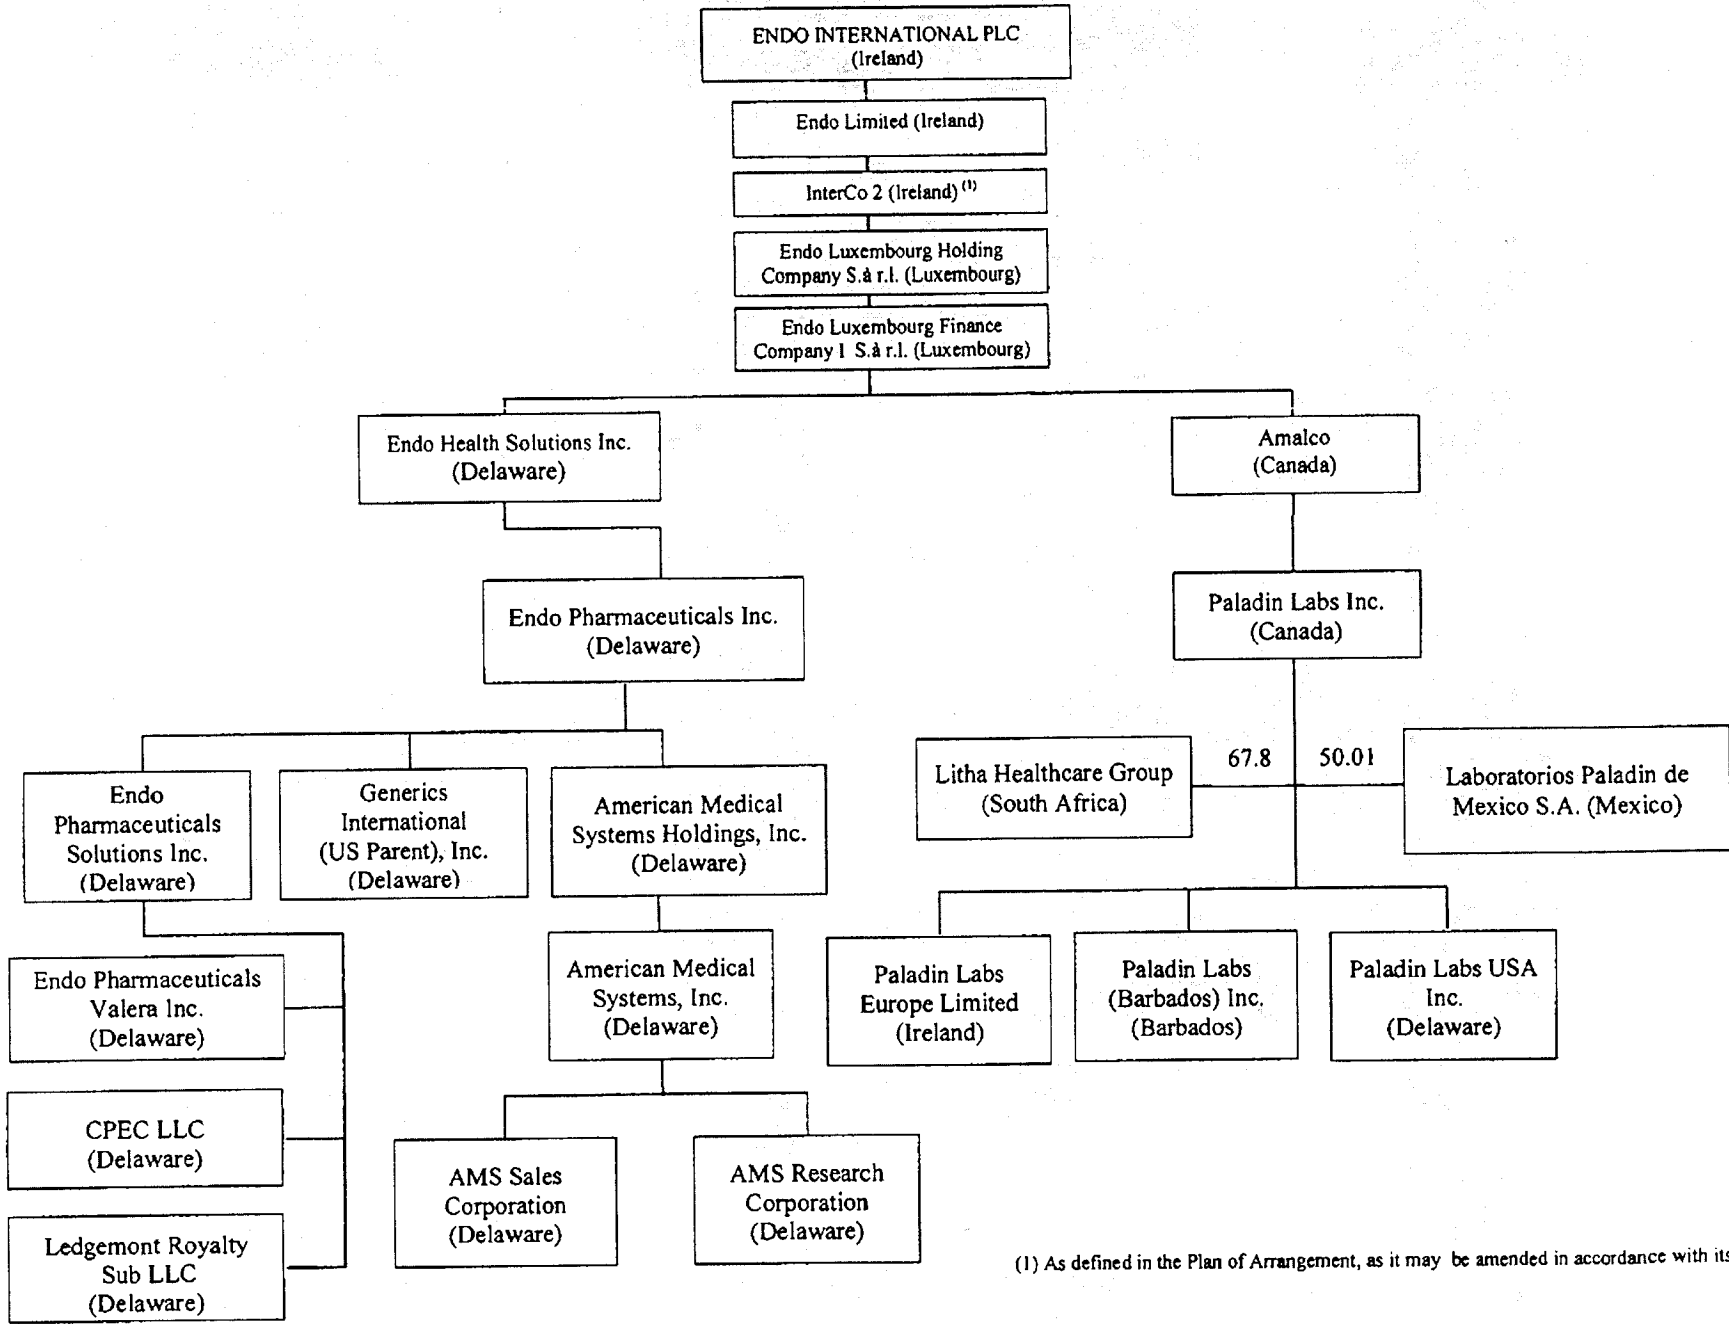 ENDO INTERNATIONAL PLC
(Ireland)
Endo Limited (Ireland)
InterCo 2 (Ireland) (1)
Endo Luxembourg Holding
Company S.à r.l. (Luxembourg)
Endo Luxembourg Finance
Company I S.à r.l. (Luxembourg)
Endo Health Solutions Inc.
(Delaware)
Amalco
(Canada)
Endo Pharmaceuticals Inc.
(Delaware)
Paladin Labs Inc.
(Canada)
Endo
Pharmaceuticals
Solutions Inc.
(Delaware)
Generics
International
(US Parent), Inc.
(Delaware)
American Medical
Systems Holdings, Inc.
(Delaware)
Litha Healthcare Group
(South Africa)
67.8
50.01
Laboratorios Paladin de
Mexico S.A. (Mexico)
Endo Pharmaceuticals
Valera Inc.
(Delaware)
American Medical
Systems, Inc.
(Delaware)
Paladin Labs
Europe Limited
(Ireland)
Paladin Labs
(Barbados) Inc.
(Barbados)
Paladin Labs USA
Inc.
(Delaware)
CPEC LLC
(Delaware)
AMS Sales
Corporation
(Delaware)
AMS Research
Corporation
(Delaware)
Ledgemont Royalty
Sub LLC
(Delaware)
(1) As defined in the Plan of Arrangement, as it may be amended in accordance with its